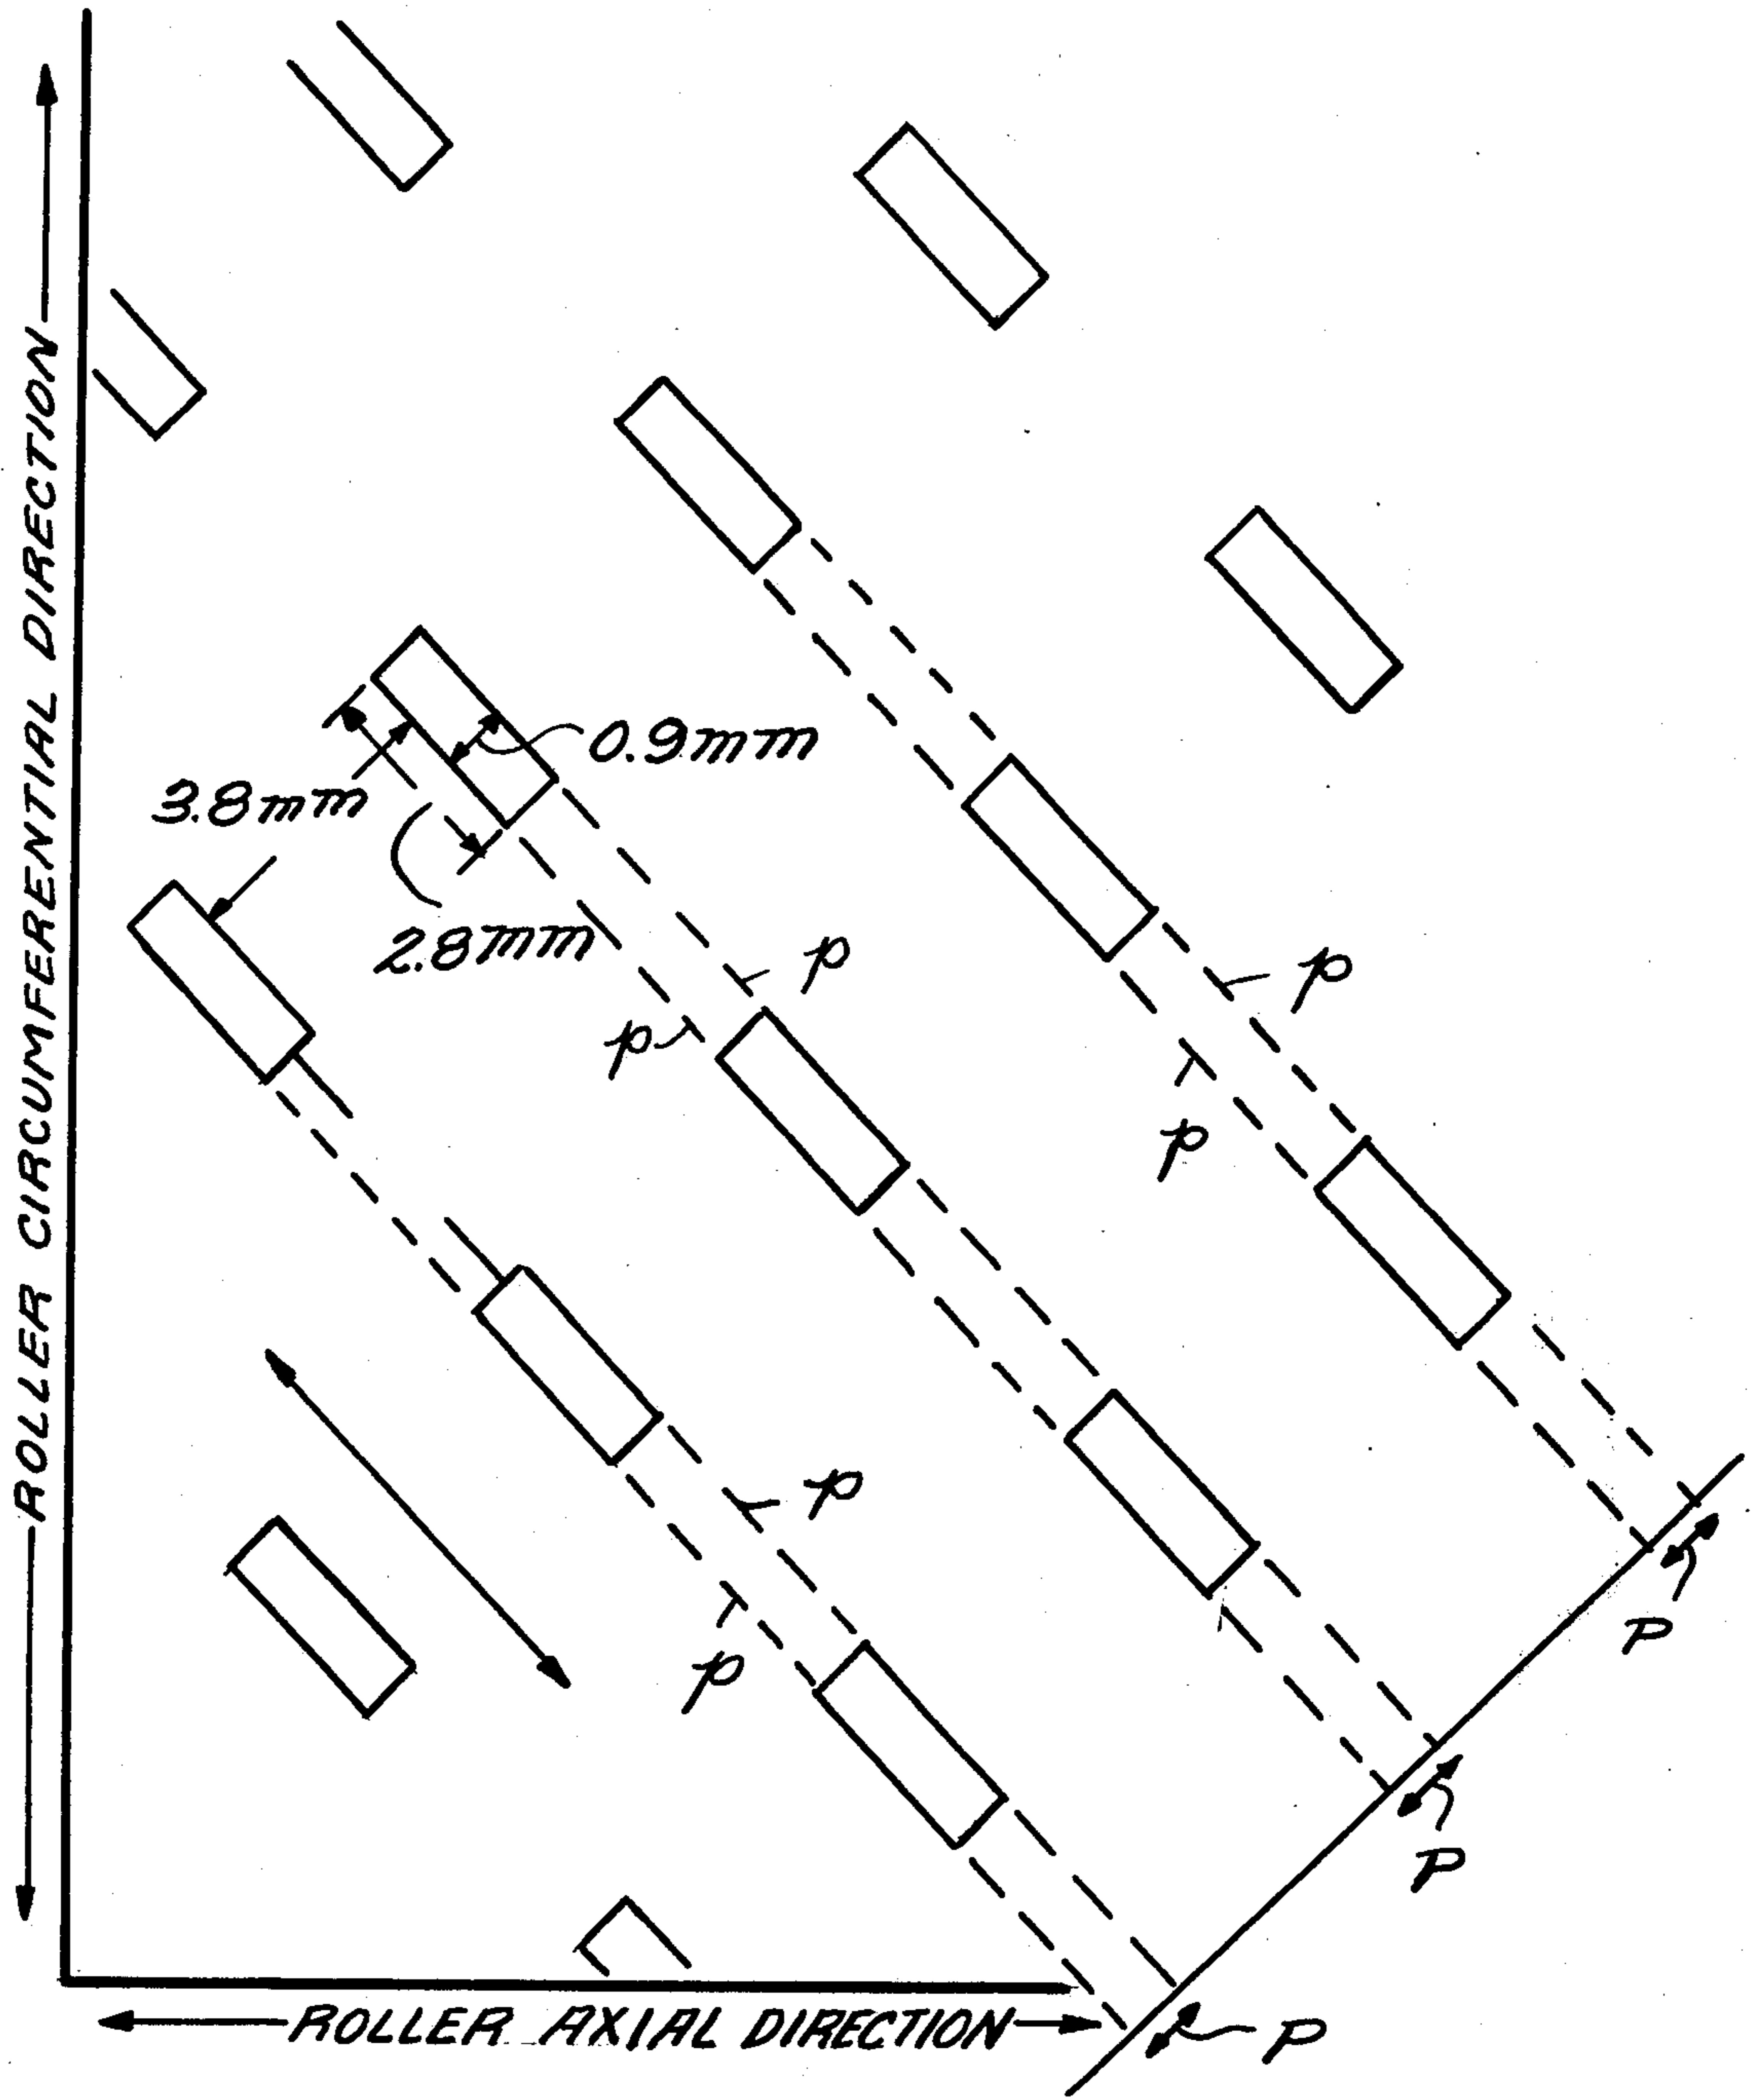 ROLLER CIRCUMFERENTIAL DIRECTION
0.9mm
3.8mm
2.8mm
p
p
p
p
p
p
P
P
P
ROLLER AXIAL DIRECTION